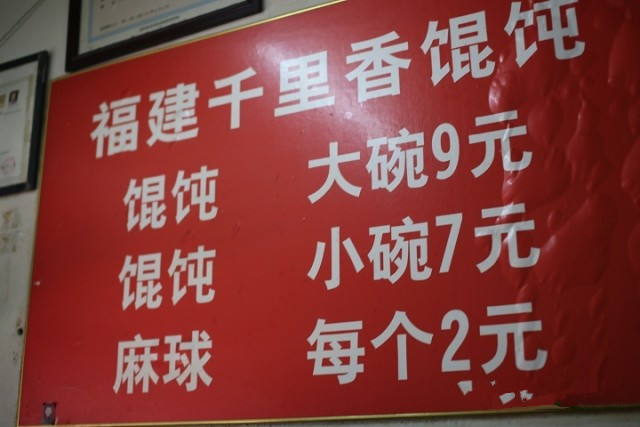 福建千里香馄饨
馄饨 大碗9元
馄饨 小碗7元
麻球 每个2元